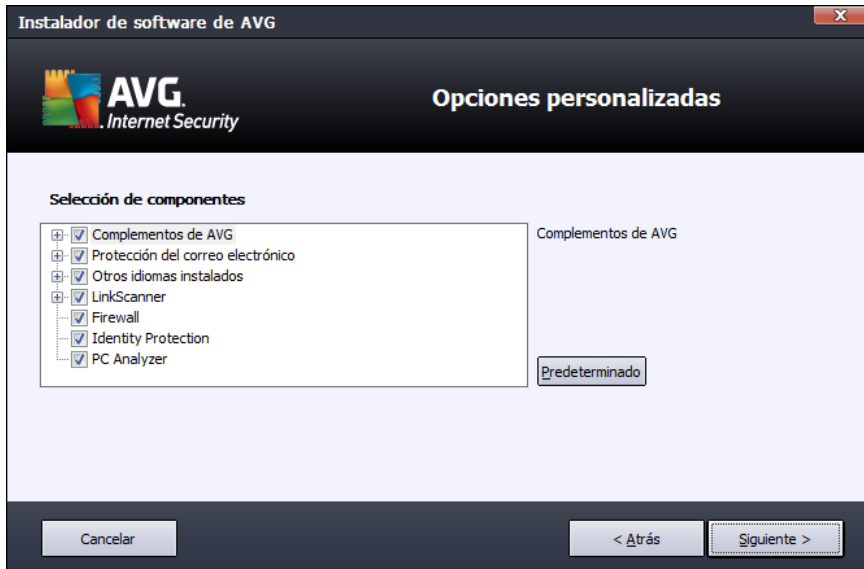 Instalador de software de AVG
X
AVG.
Internet Security
Opciones personalizadas
Selección de componentes
Complementos de AVG
Protección del correo electrónico
Otros idiomas instalados
LinkScanner
Firewall
Identity Protection
PC Analyzer
Complementos de AVG
Predeterminado
Cancelar
< Atrás
Siguiente >